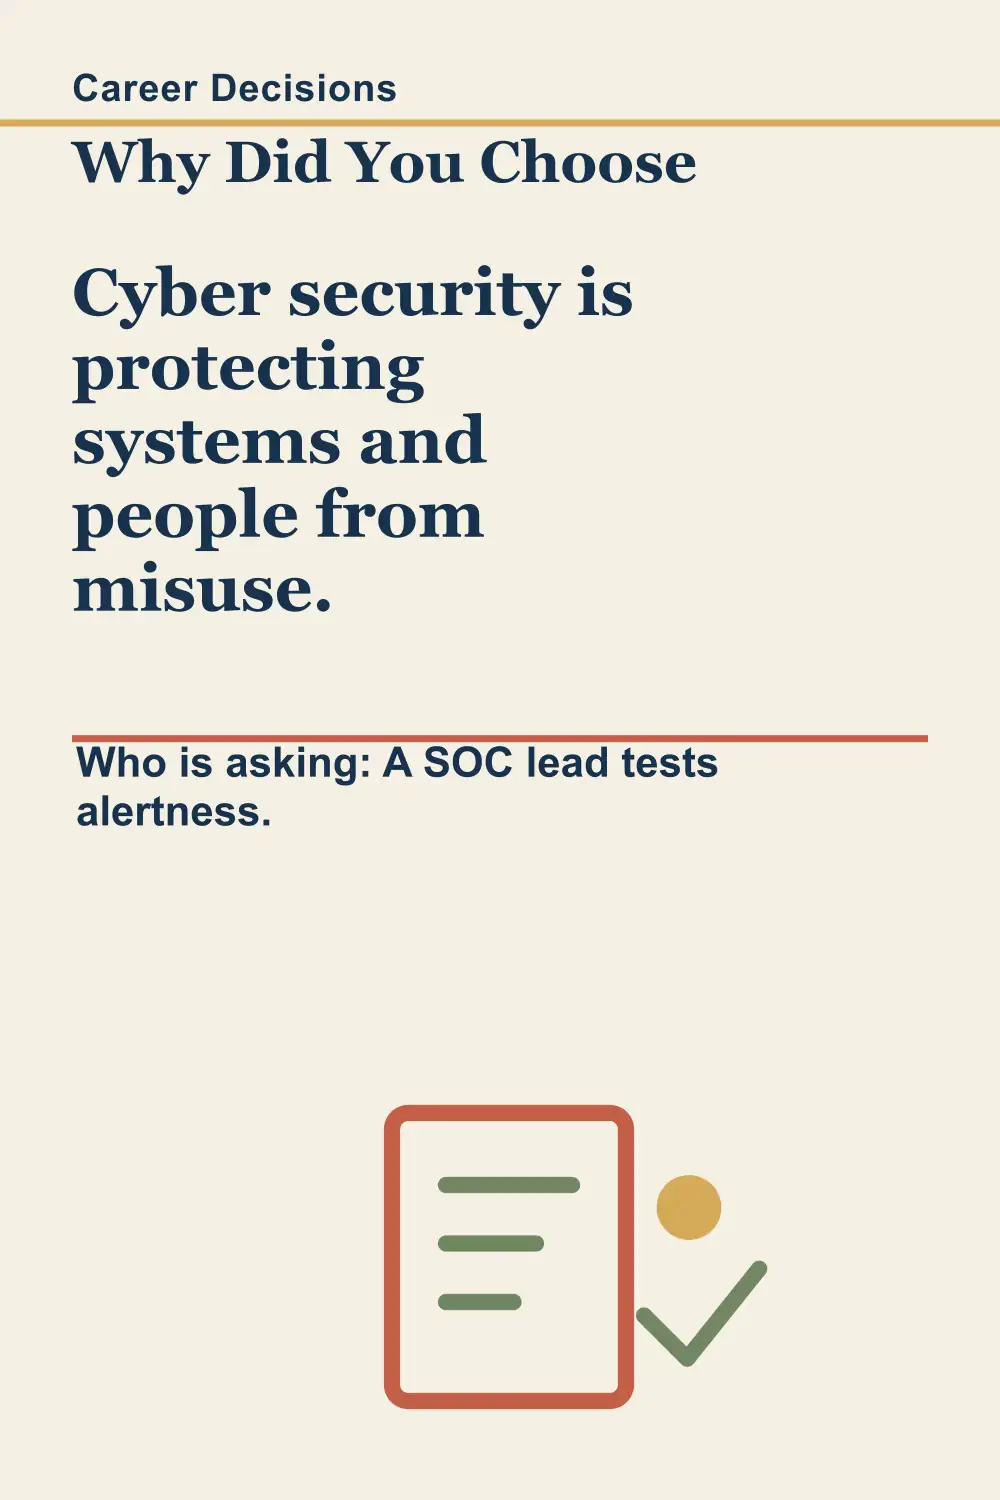 Career Decisions
Why Did You Choose
Cyber security is
protecting
systems and
people from
misuse.
Who is asking: A SOC lead tests
alertness.